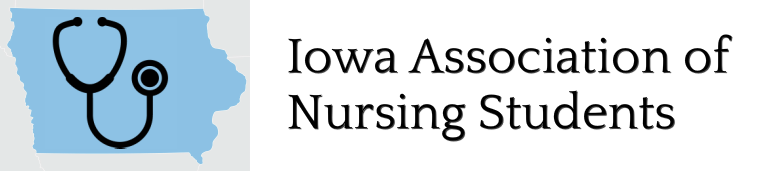 Iowa Association of
Nursing Students